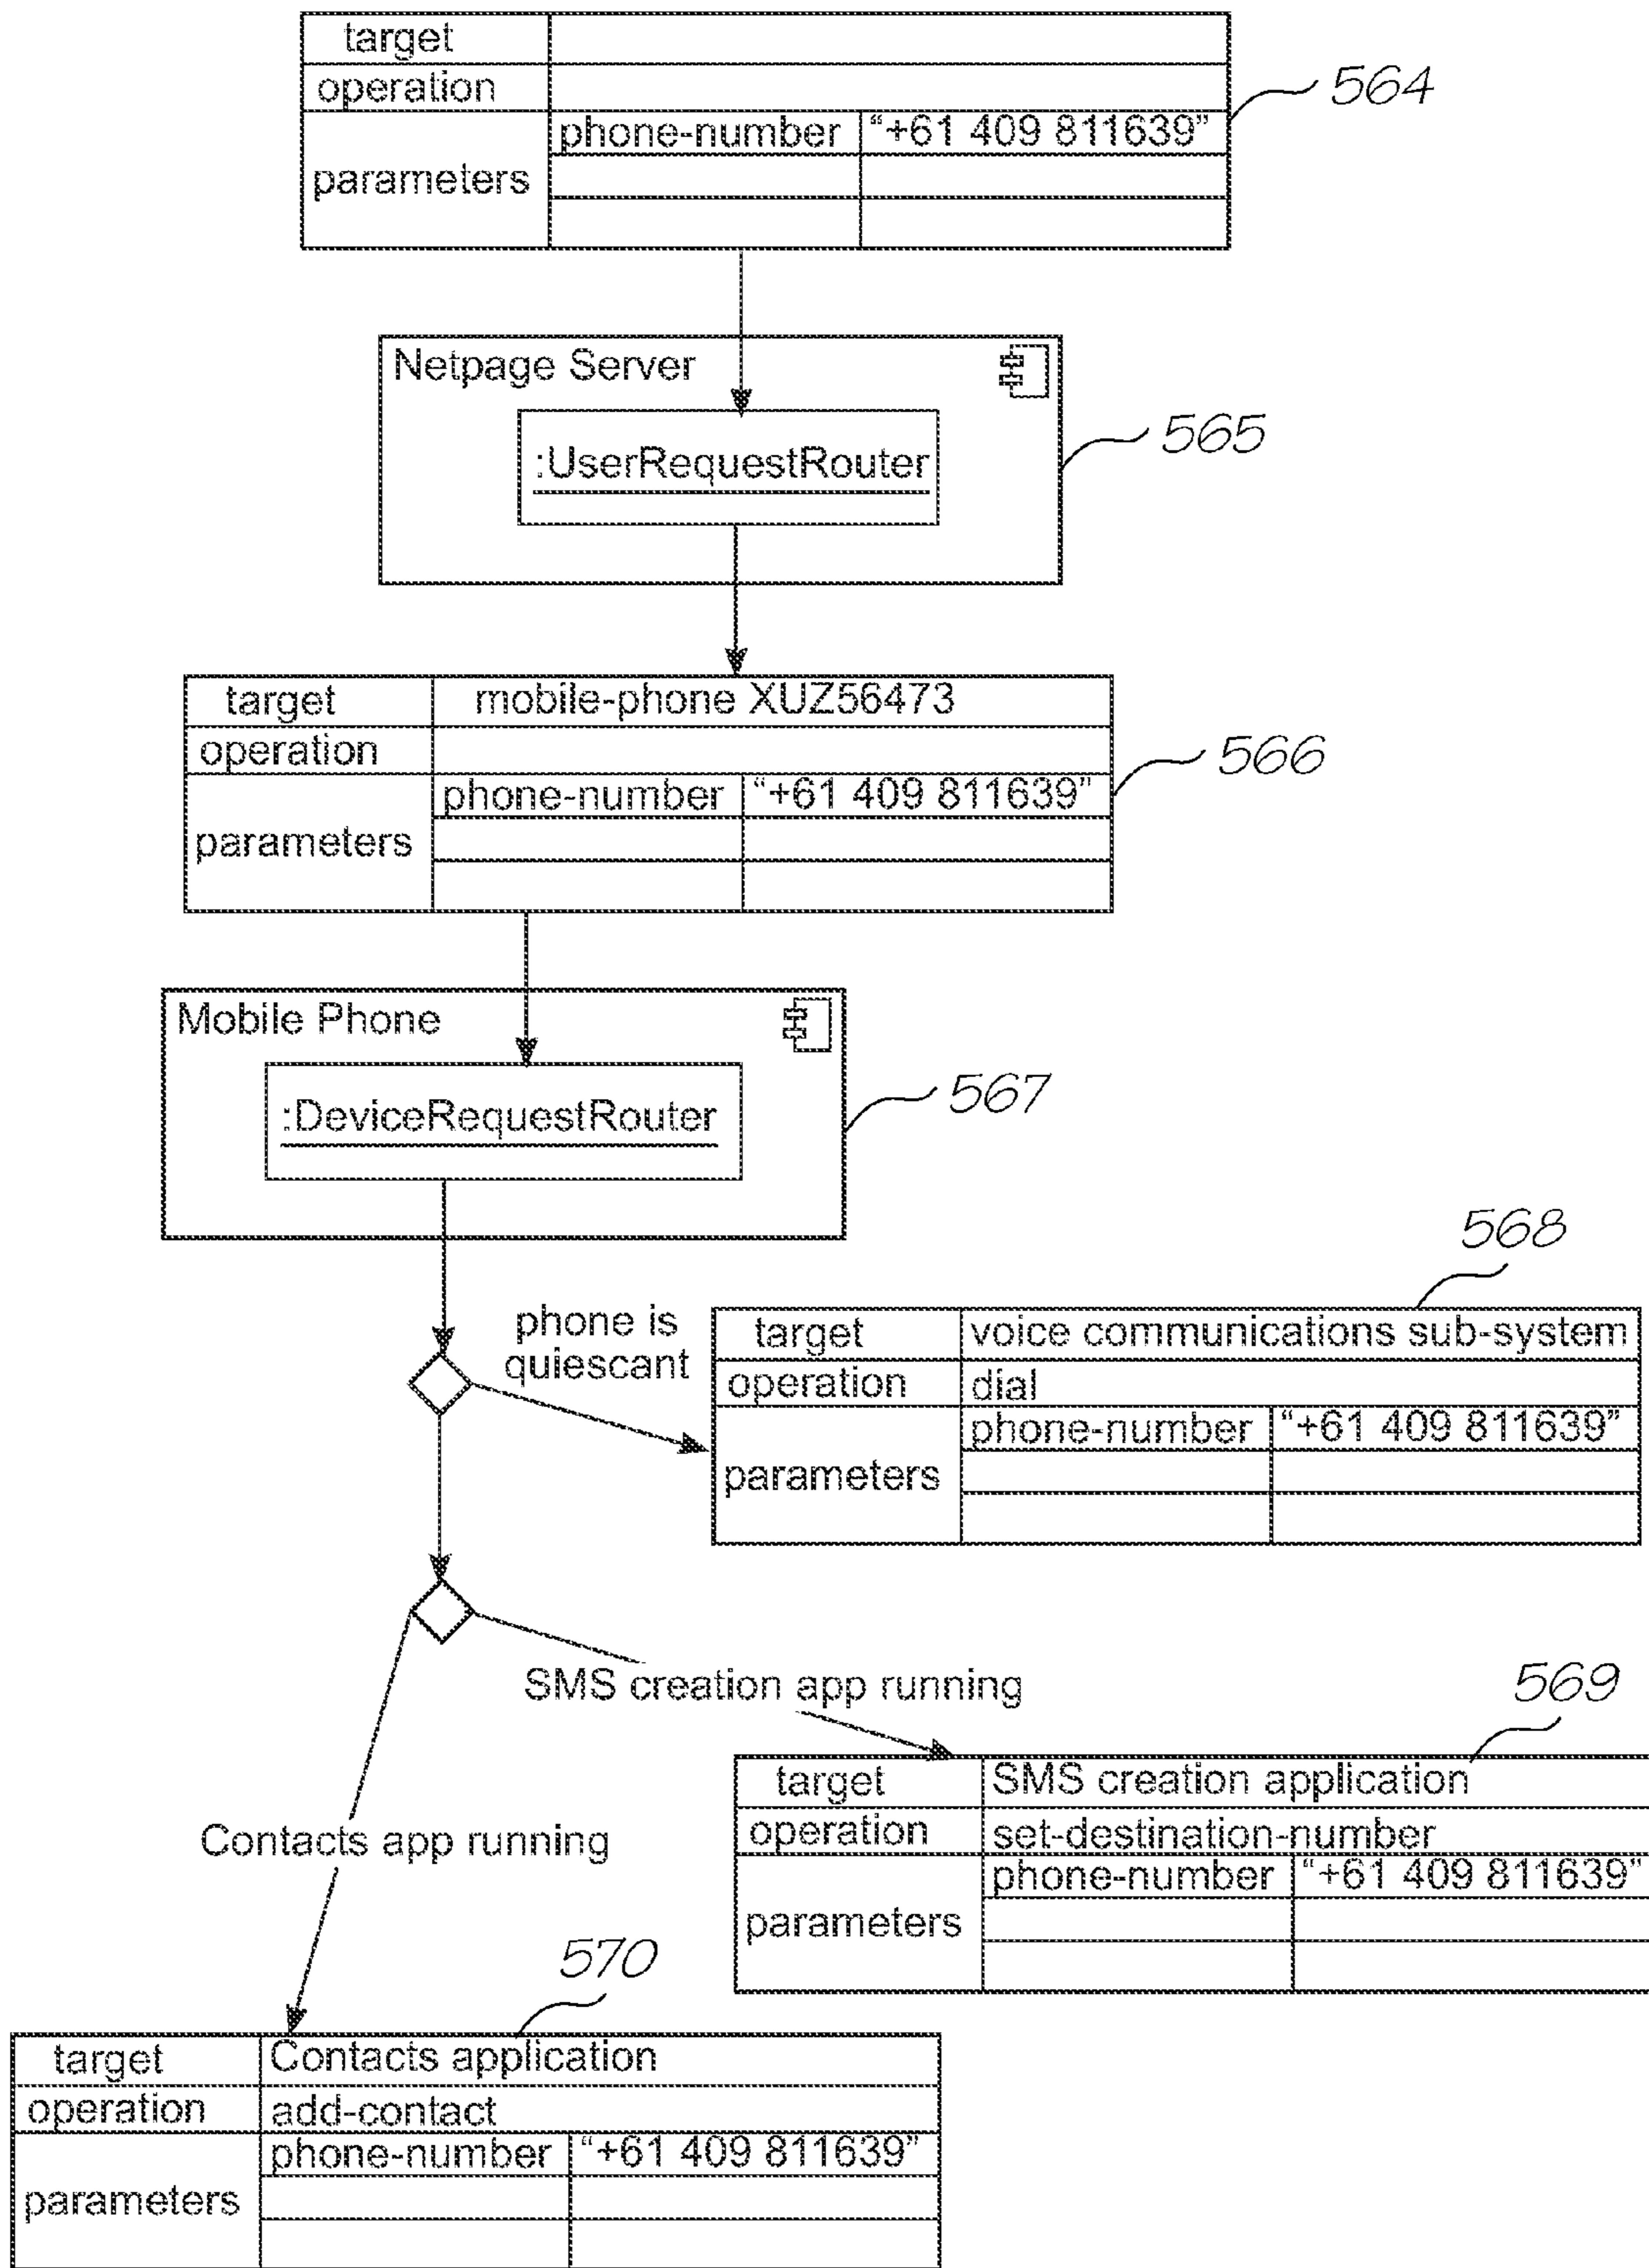 target
operation
phone-number "+61 409 811639"
parameters
564
Netpage Server
:UserRequestRouter
565
target mobile-phone XUZ56473
operation
phone-number "+61 409 811639"
parameters
566
Mobile Phone
:DeviceRequestRouter
567
phone is
quiescant
568
target voice communications sub-system
operation dial
phone-number "+61 409 811639"
parameters
SMS creation app running
569
target SMS creation application
operation set-destination-number
phone-number "+61 409 811639"
parameters
Contacts app running
570
target Contacts application
operation add-contact
phone-number "+61 409 811639"
parameters